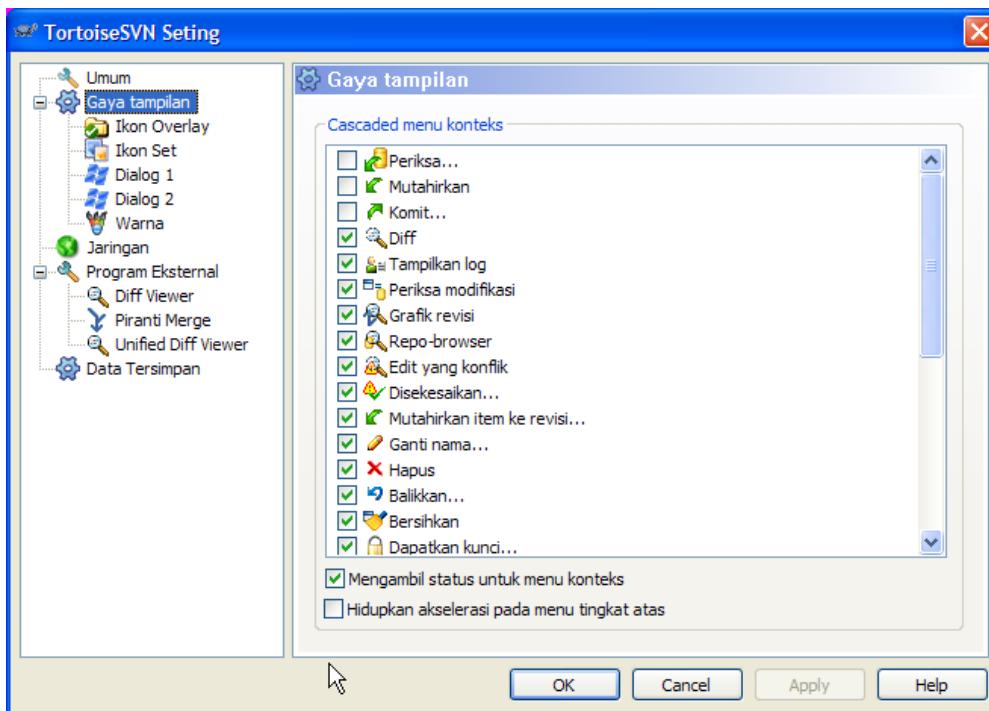 TortoiseSVN Seting
Umum
Gaya tampilan
Ikon Overlay
Ikon Set
Dialog 1
Dialog 2
Warna
Jaringan
Program Eksternal
Diff Viewer
Piranti Merge
Unified Diff Viewer
Data Tersimpan
Gaya tampilan
Cascaded menu konteks
Periksa...
Mutahirkan
Komit...
Diff
Tampilkan log
Periksa modifikasi
Grafik revisi
Repo-browser
Edit yang konflik
Disekesaikan...
Mutahirkan item ke revisi...
Ganti nama...
Hapus
Balikkan...
Bersihkan
Dapatkan kunci...
Mengambil status untuk menu konteks
Hidupkan akselerasi pada menu tingkat atas
OK
Cancel
Apply
Help